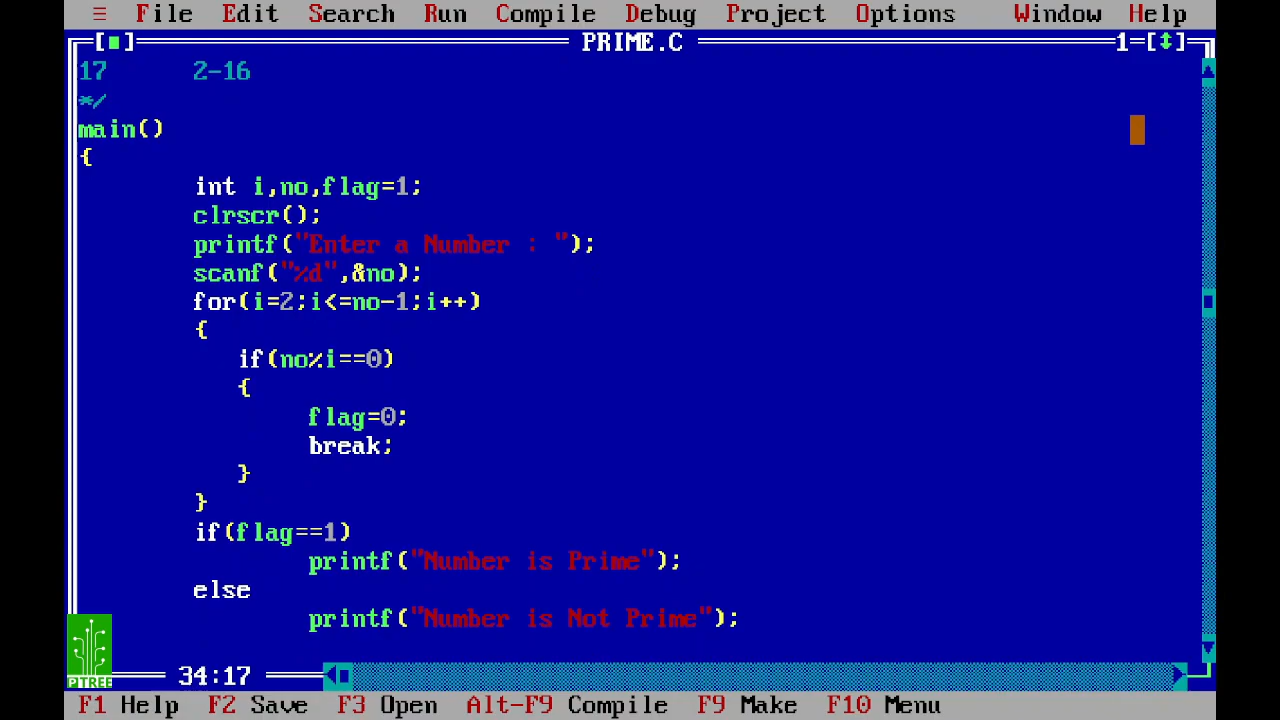 ≡ File Edit Search Run Compile Debug Project Options Window Help
[■] PRIME.C 1=[↕]
17 2-16
*/
main()
{
int i,no,flag=1;
clrscr();
printf("Enter a Number : ");
scanf("%d",&no);
for(i=2;i<=no-1;i++)
{
if(no%i==0)
{
flag=0;
break;
}
}
if(flag==1)
printf("Number is Prime");
else
printf("Number is Not Prime");
PITREE
34:17
F1 Help F2 Save F3 Open Alt-F9 Compile F9 Make F10 Menu